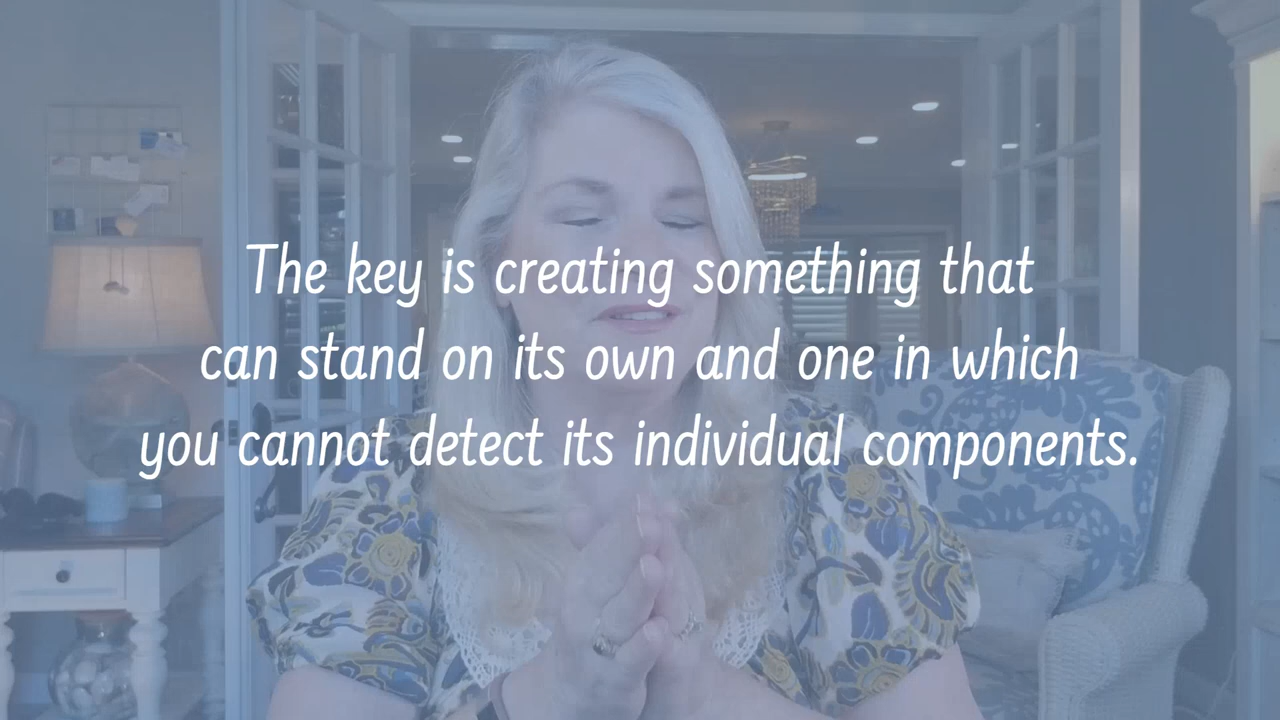 The key is creating something that
can stand on its own and one in which
you cannot detect its individual components.